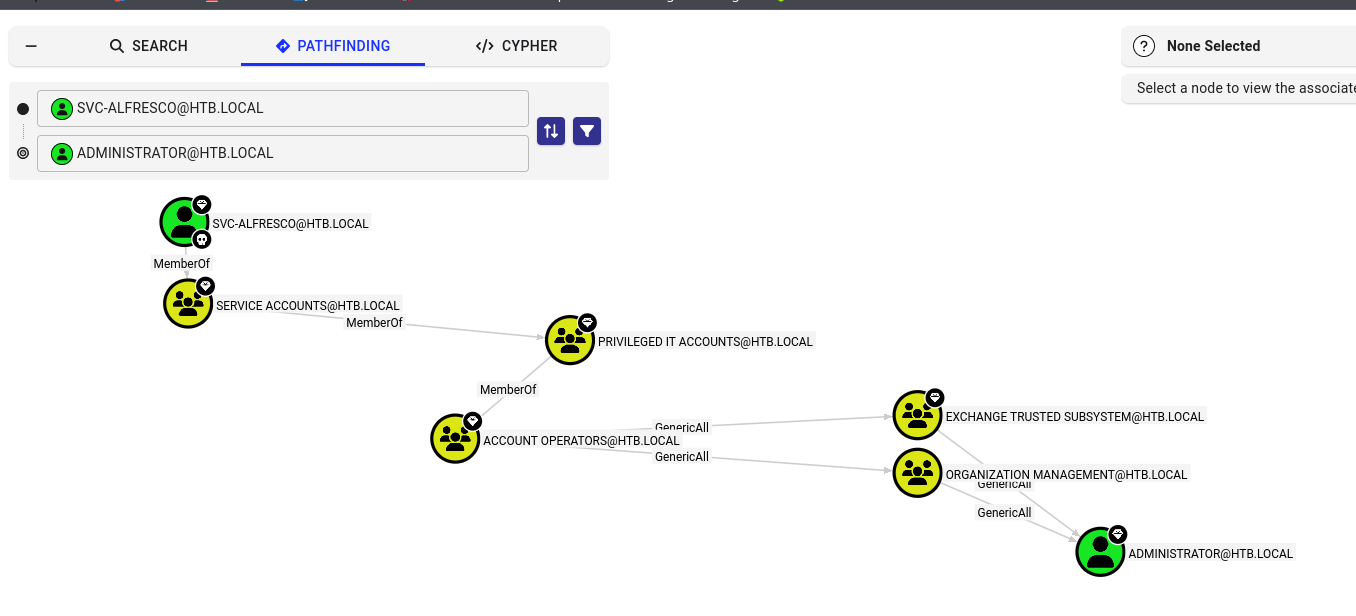 SEARCH
PATHFINDING
CYPHER
None Selected
SVC-ALFRESCO@HTB.LOCAL
Select a node to view the associate
ADMINISTRATOR@HTB.LOCAL
SVC-ALFRESCO@HTB.LOCAL
MemberOf
SERVICE ACCOUNTS@HTB.LOCAL
MemberOf
PRIVILEGED IT ACCOUNTS@HTB.LOCAL
MemberOf
EXCHANGE TRUSTED SUBSYSTEM@HTB.LOCAL
GenericAll
ACCOUNT OPERATORS@HTB.LOCAL
GenericAll
ORGANIZATION MANAGEMENT@HTB.LOCAL
GenericAll
GenericAll
ADMINISTRATOR@HTB.LOCAL